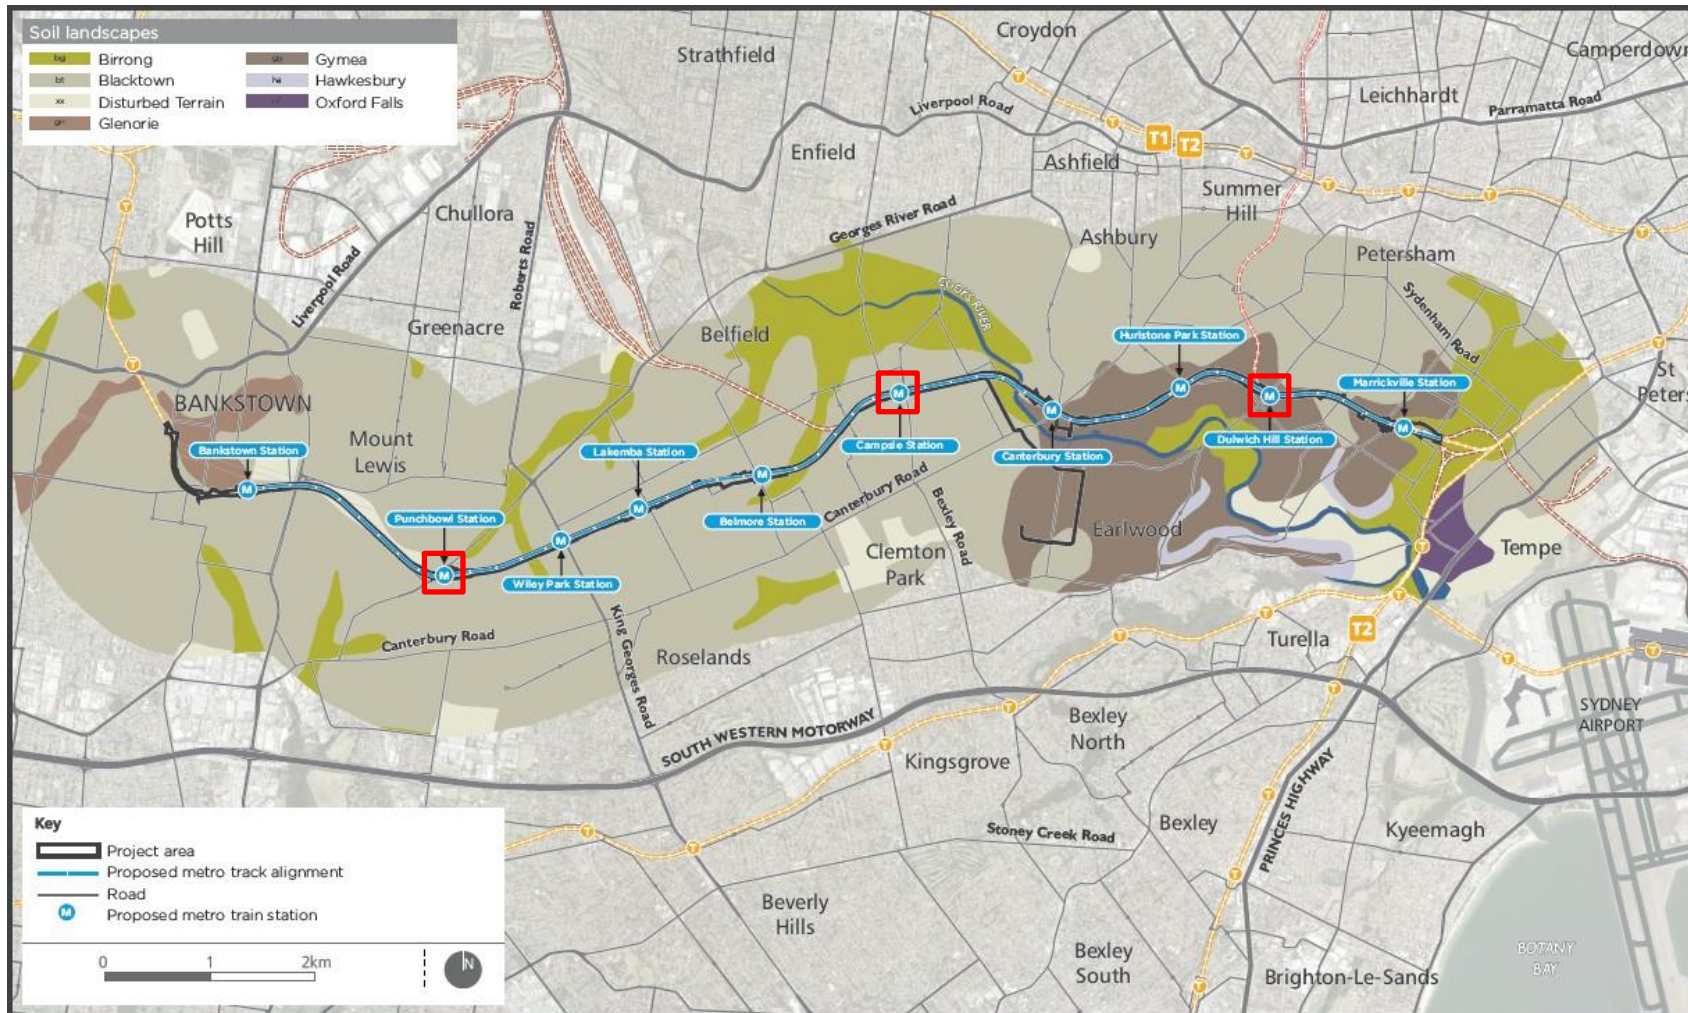 Soil landscapes
bg Birrong
bt Blacktown
xx Disturbed Terrain
gn Glenorie
gy Gymea
ha Hawkesbury
Oxford Falls
Strathfield
Croydon
Camperdown
Leichhardt
Parramatta Road
Liverpool Road
T1
T2
Enfield
Ashfield
Summer
Hill
Potts
Hill
Chullora
Georges River Road
Ashbury
Petersham
Liverpool Road
Roberts Road
COOKS RIVER
Sydenham Road
Greenacre
Belfield
Hurlstone Park Station
St
Peters
Marrickville Station
BANKSTOWN
Bankstown Station
Mount
Lewis
Lakemba Station
Campsie Station
Canterbury Station
Dulwich Hill Station
Punchbowl Station
Belmore Station
Canterbury Road
Bexley Road
Earlwood
Tempe
Clemton
Park
Wiley Park Station
Canterbury Road
King Georges Road
Roselands
T2
Turella
SOUTH WESTERN MOTORWAY
Bexley
North
SYDNEY
AIRPORT
Kingsgrove
PRINCES HIGHWAY
Stoney Creek Road
Bexley
Kyeemagh
Beverly
Hills
Bexley
South
Brighton-Le-Sands
BOTANY
BAY
Key
Project area
Proposed metro track alignment
Road
M Proposed metro train station
0 1 2km
N